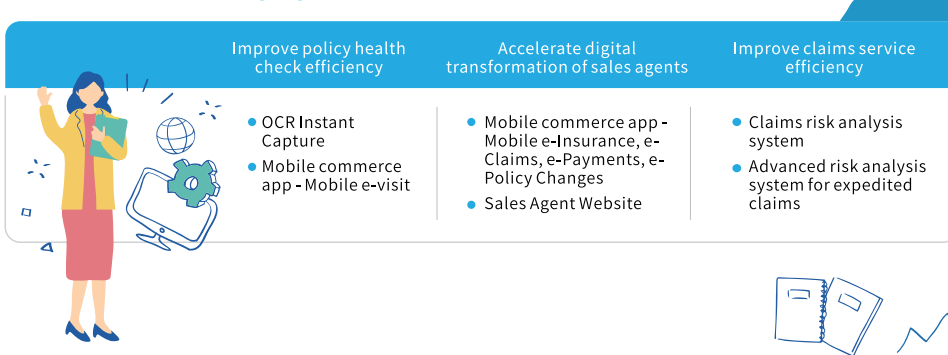 Improve policy health
check efficiency
Accelerate digital
transformation of sales agents
Improve claims service
efficiency
• OCR Instant
Capture
• Mobile commerce
app - Mobile e-visit
• Mobile commerce app -
Mobile e-Insurance, e-
Claims, e-Payments, e-
Policy Changes
• Sales Agent Website
• Claims risk analysis
system
• Advanced risk analysis
system for expedited
claims